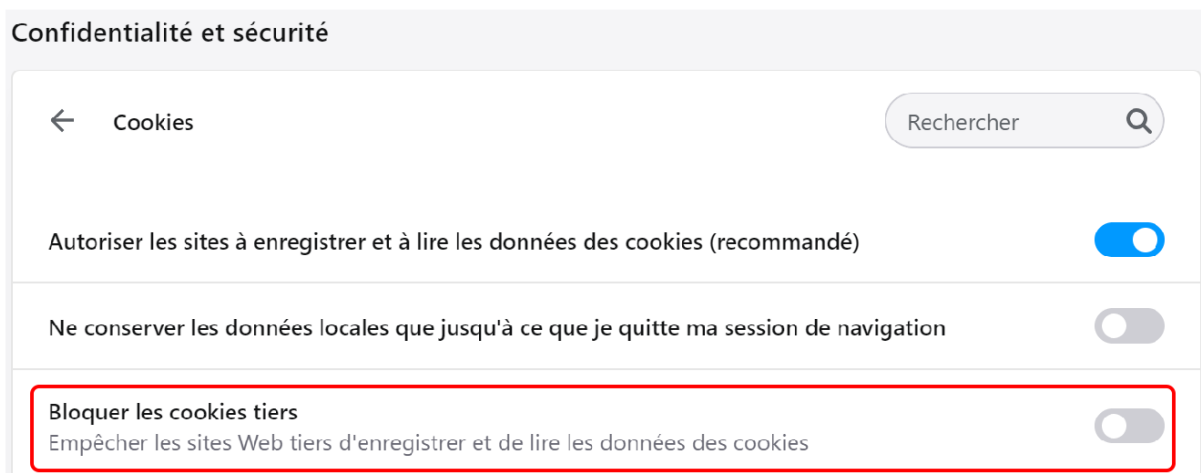 Confidentialité et sécurité
Cookies
Rechercher
Autoriser les sites à enregistrer et à lire les données des cookies (recommandé)
Ne conserver les données locales que jusqu'à ce que je quitte ma session de navigation
Bloquer les cookies tiers
Empêcher les sites Web tiers d'enregistrer et de lire les données des cookies